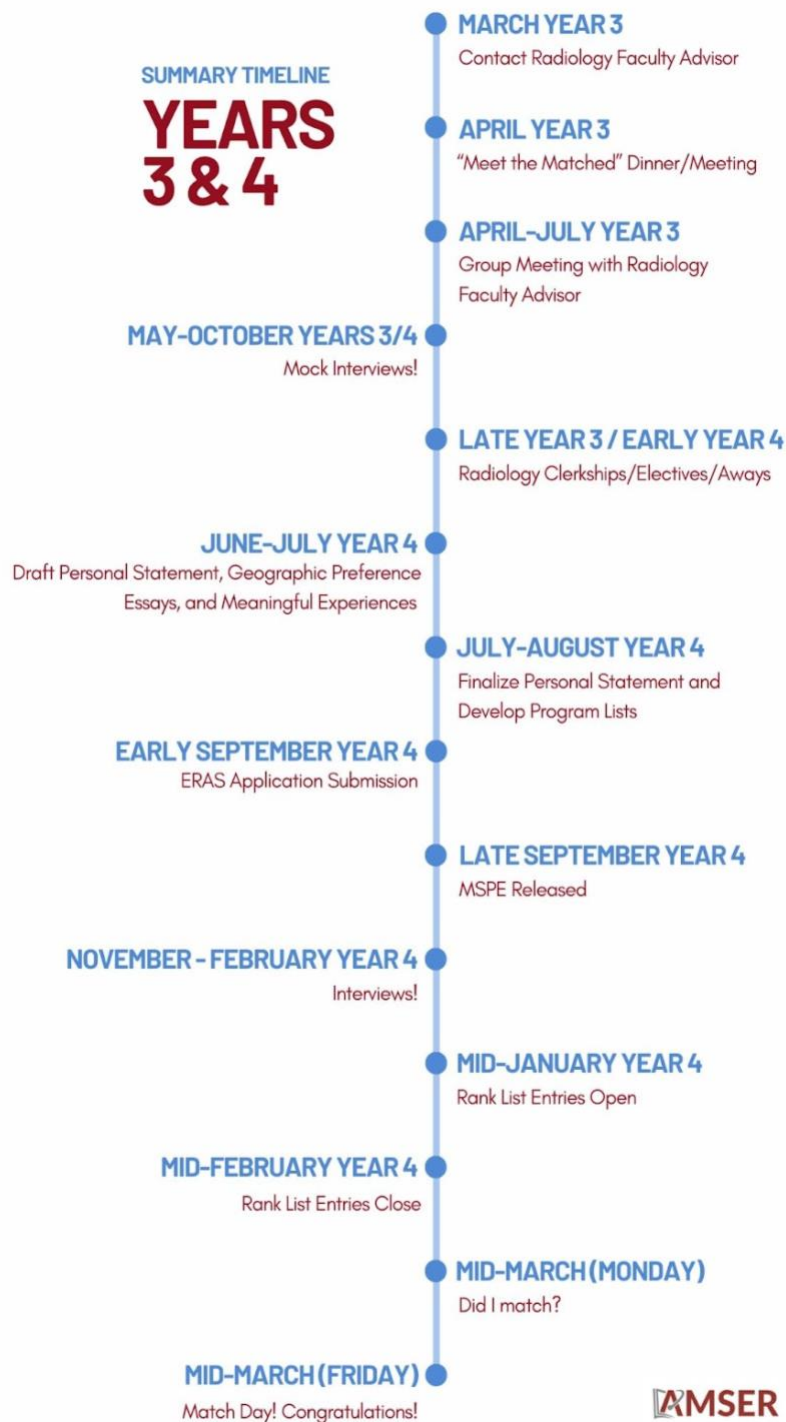 SUMMARY TIMELINE
YEARS
3 & 4
MARCH YEAR 3
Contact Radiology Faculty Advisor
APRIL YEAR 3
“Meet the Matched” Dinner/Meeting
APRIL-JULY YEAR 3
Group Meeting with Radiology
Faculty Advisor
MAY-OCTOBER YEARS 3/4
Mock Interviews!
LATE YEAR 3 / EARLY YEAR 4
Radiology Clerkships/Electives/Aways
JUNE-JULY YEAR 4
Draft Personal Statement, Geographic Preference
Essays, and Meaningful Experiences
JULY-AUGUST YEAR 4
Finalize Personal Statement and
Develop Program Lists
EARLY SEPTEMBER YEAR 4
ERAS Application Submission
LATE SEPTEMBER YEAR 4
MSPE Released
NOVEMBER - FEBRUARY YEAR 4
Interviews!
MID-JANUARY YEAR 4
Rank List Entries Open
MID-FEBRUARY YEAR 4
Rank List Entries Close
MID-MARCH (MONDAY)
Did I match?
MID-MARCH (FRIDAY)
Match Day! Congratulations!
AMSER